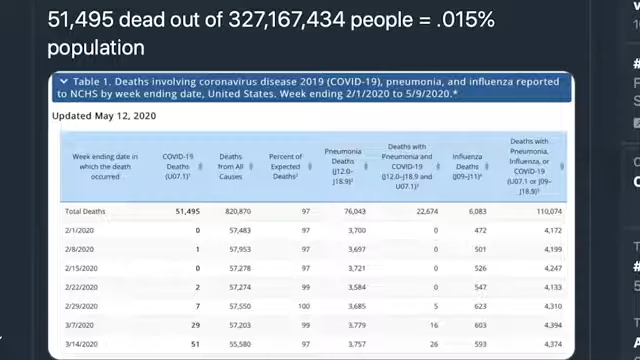 51,495 dead out of 327,167,434 people = .015%
population
Table 1. Deaths involving coronavirus disease 2019 (COVID-19), pneumonia, and influenza reported
to NCHS by week ending date, United States. Week ending 2/1/2020 to 5/9/2020.*
Updated May 12, 2020
Week ending date in which the death occurred COVID-19 Deaths (U07.1)¹ Deaths from All Causes Percent of Expected Deaths² Pneumonia Deaths (J12.0–J18.9)³ Deaths with Pneumonia and COVID-19 (J12.0–J18.9 and U07.1)³ Influenza Deaths (J09–J11)⁴ Deaths with Pneumonia, Influenza, or COVID-19 (U07.1 or J09–J18.9)⁵
Total Deaths 51,495 820,870 97 76,043 22,674 6,083 110,074
2/1/2020 0 57,483 97 3,700 0 472 4,172
2/8/2020 1 57,953 97 3,697 0 501 4,199
2/15/2020 0 57,278 97 3,721 0 526 4,247
2/22/2020 2 57,274 99 3,584 0 547 4,133
2/29/2020 7 57,550 100 3,685 5 623 4,310
3/7/2020 29 57,203 99 3,779 16 603 4,394
3/14/2020 51 55,580 97 3,757 26 593 4,374